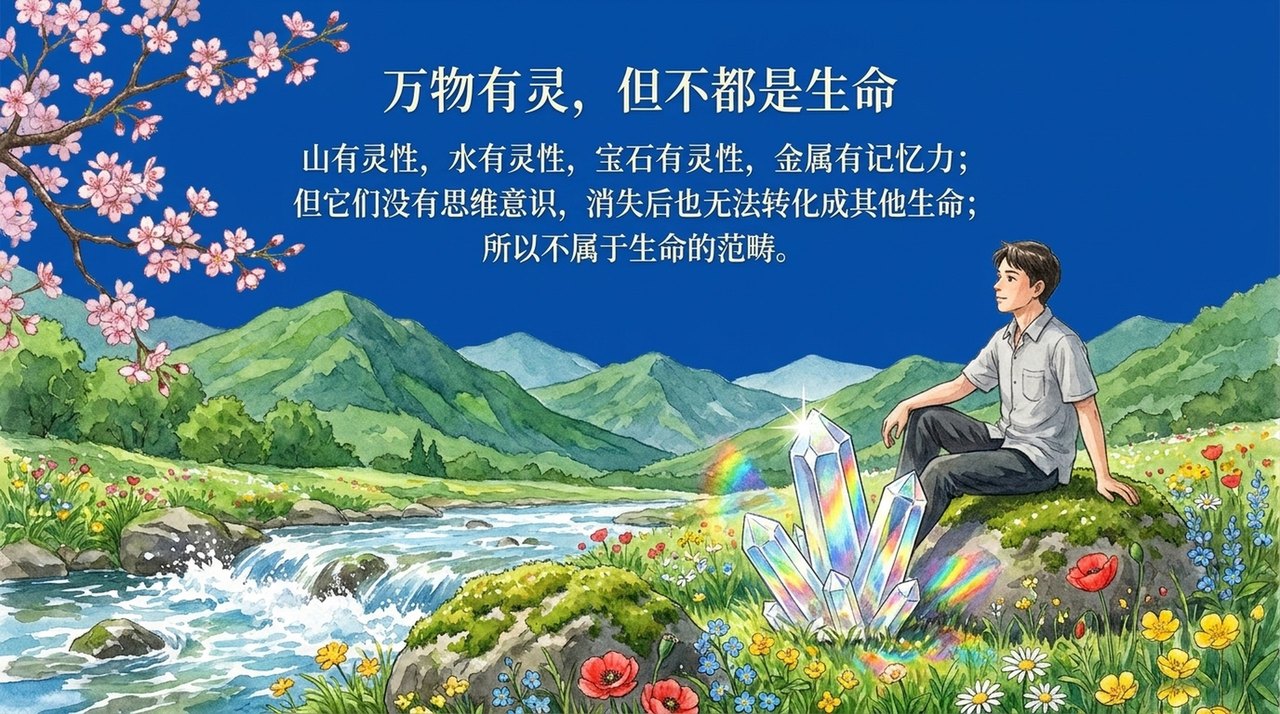 万物有灵，但不都是生命
山有灵性，水有灵性，宝石有灵性，金属有记忆力；
但它们没有思维意识，消失后也无法转化成其他生命；
所以不属于生命的范畴。